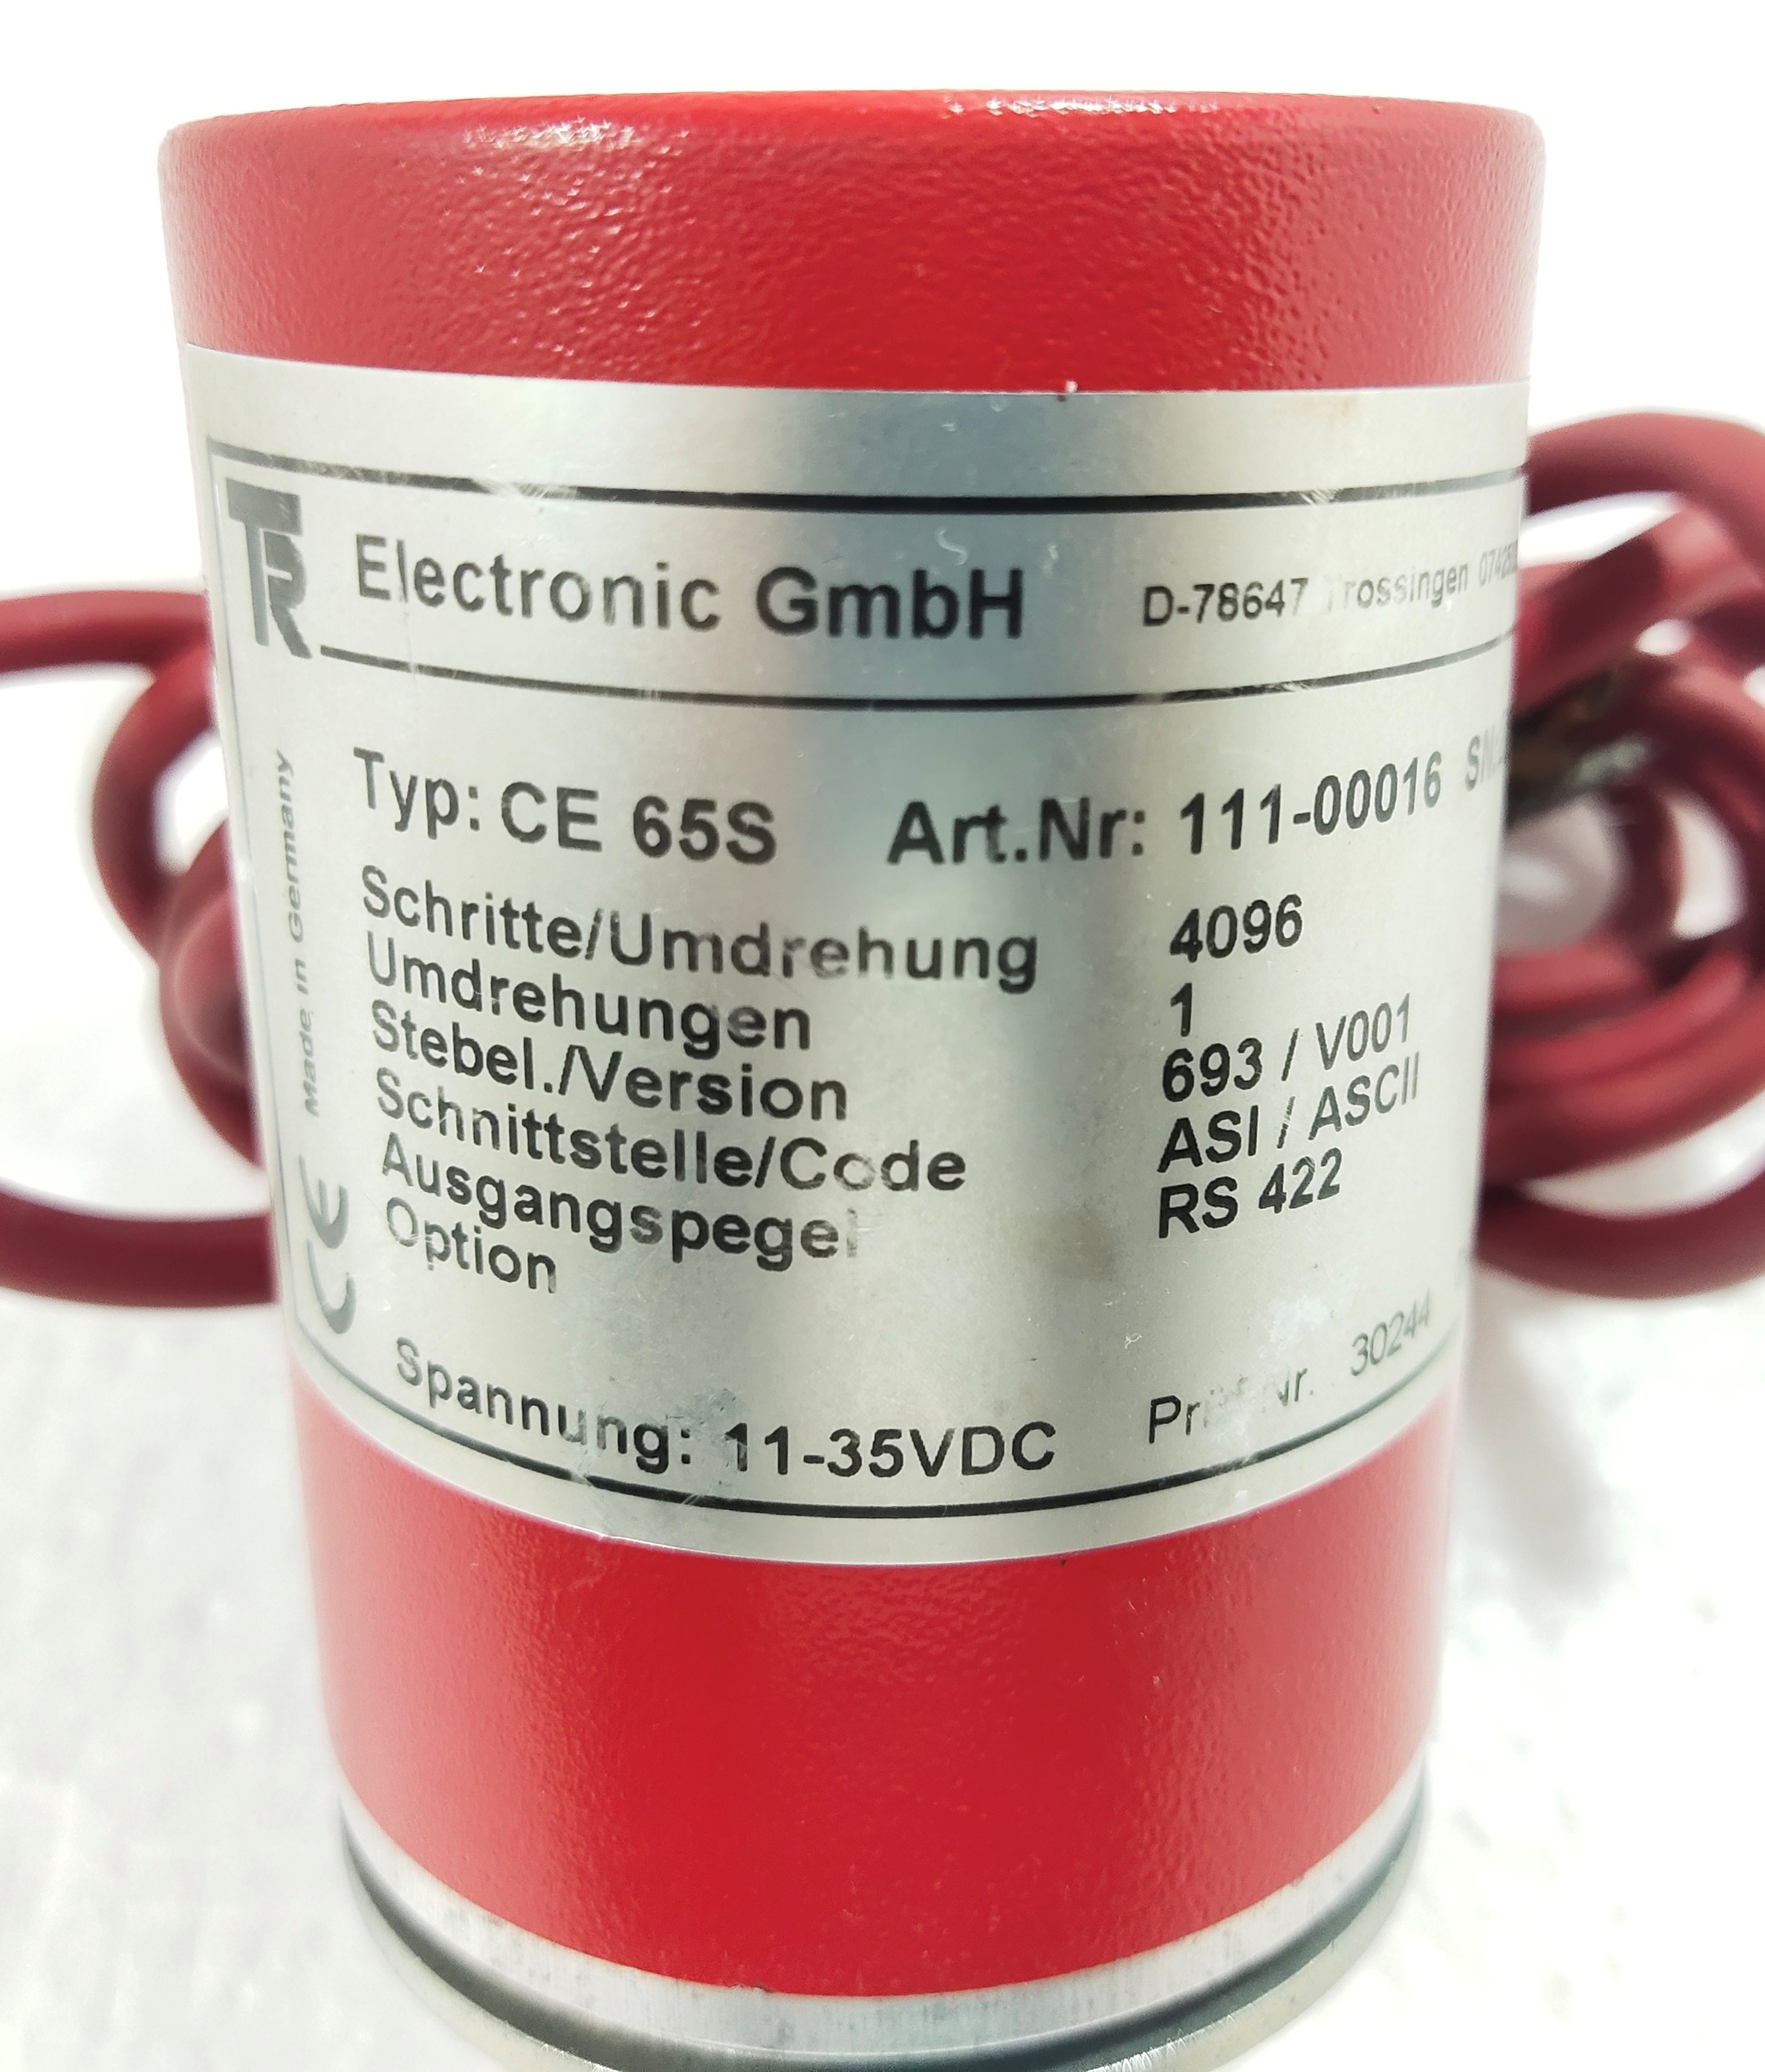 TR Electronic GmbH D-78647 Trossingen
Typ: CE 65S Art.Nr: 111-00016
Schritte/Umdrehung 4096
Umdrehungen 1
Stebel./Version 693 / V001
Schnittstelle/Code ASI / ASCII
Ausgangspegel RS 422
Option
Spannung: 11-35VDC 30244
Made in Germany
CE